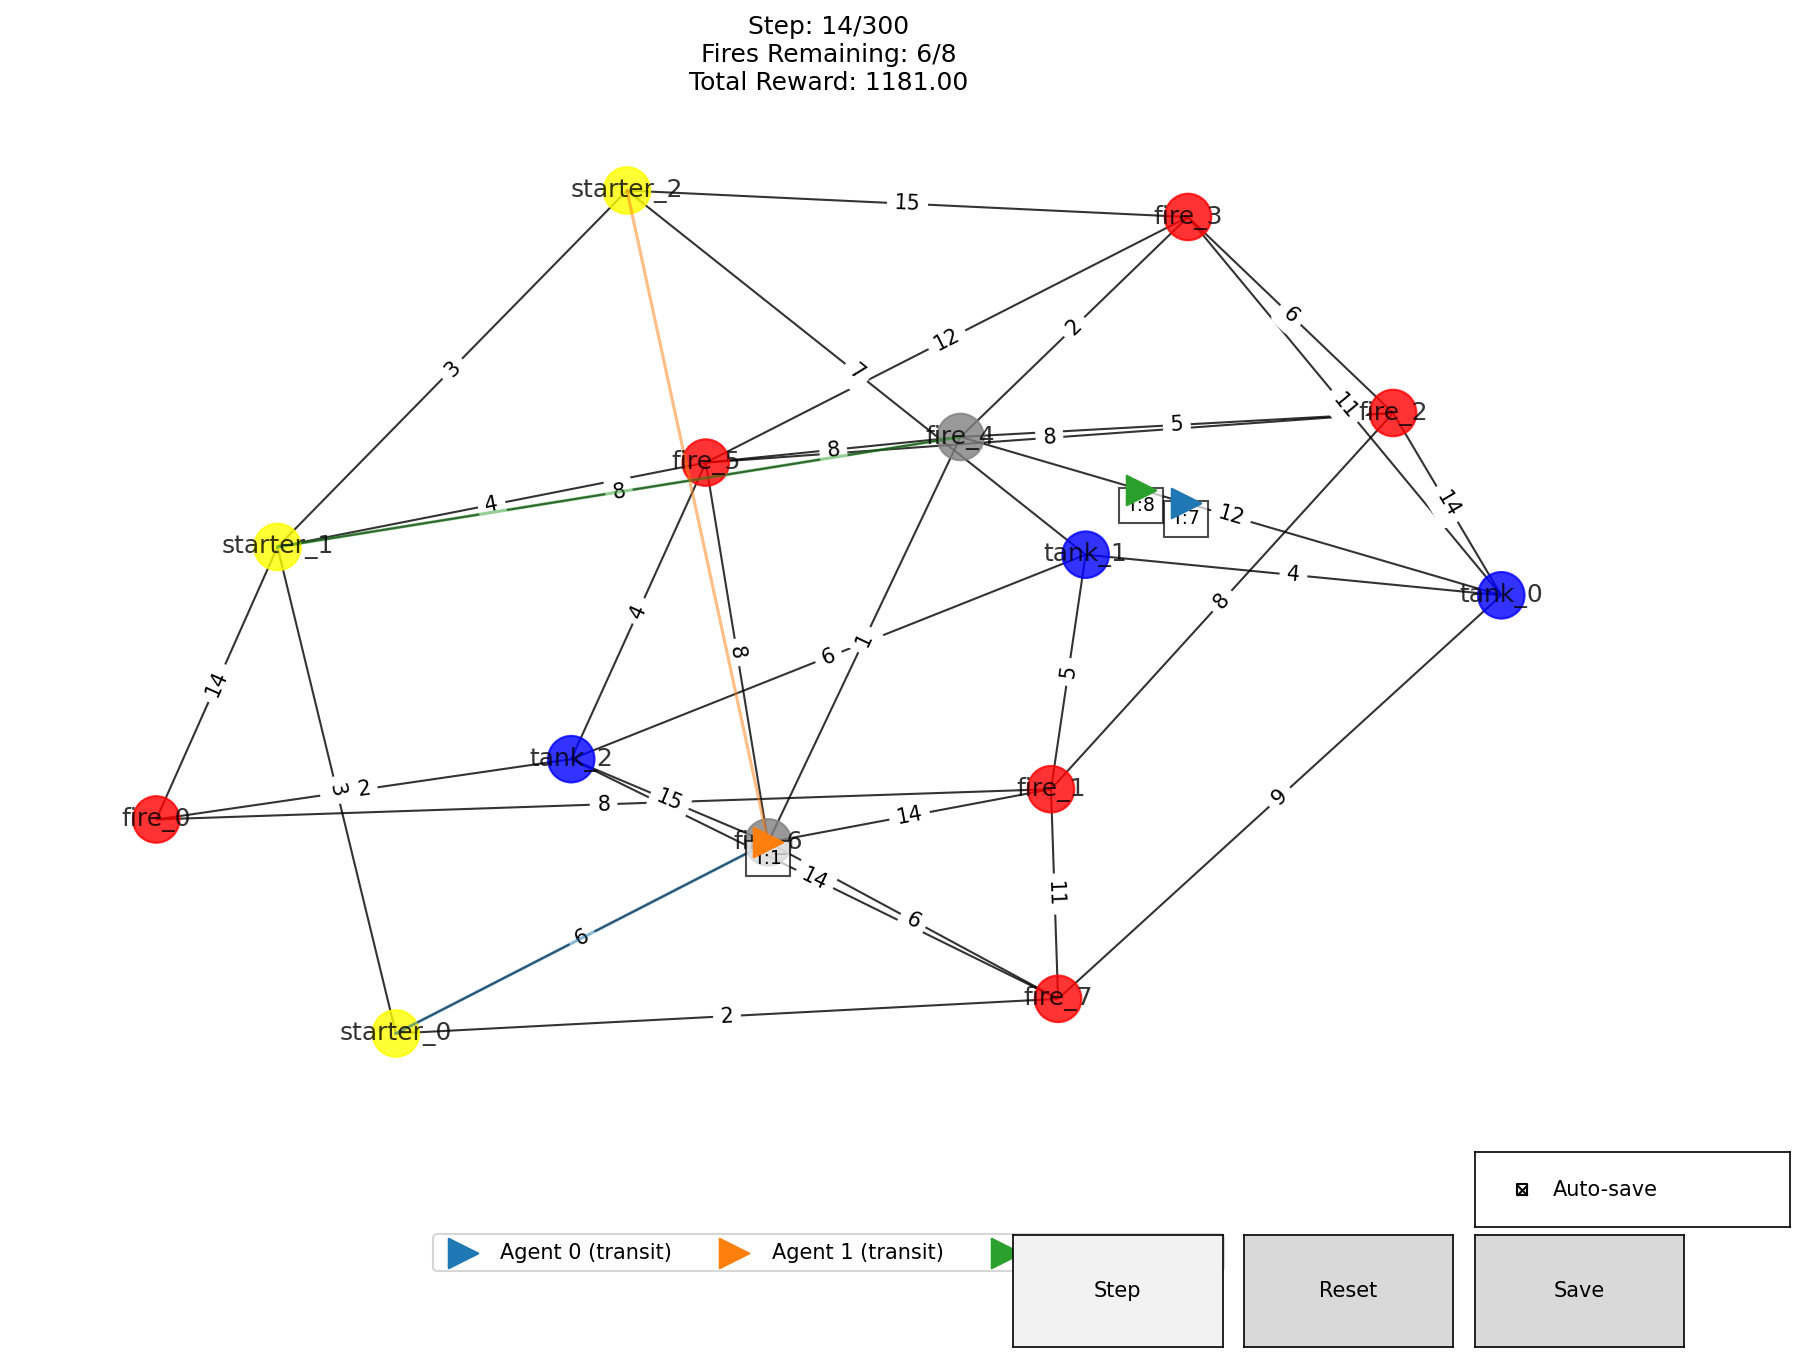 Step: 14/300
Fires Remaining: 6/8
Total Reward: 1181.00
starter_2
15
fire_3
6
2
12
3
7
11
fire_2
5
8
8
fire_4
fire_5
4
8
14
T:8
T:7
12
starter_1
tank_1
4
tank_0
8
4
6
1
8
5
14
tank_2
3
2
15
8
fire_1
9
14
fire_0
T:1
14
11
6
6
fire_7
2
starter_0
Auto-save
Agent 0 (transit)
Agent 1 (transit)
Step
Reset
Save